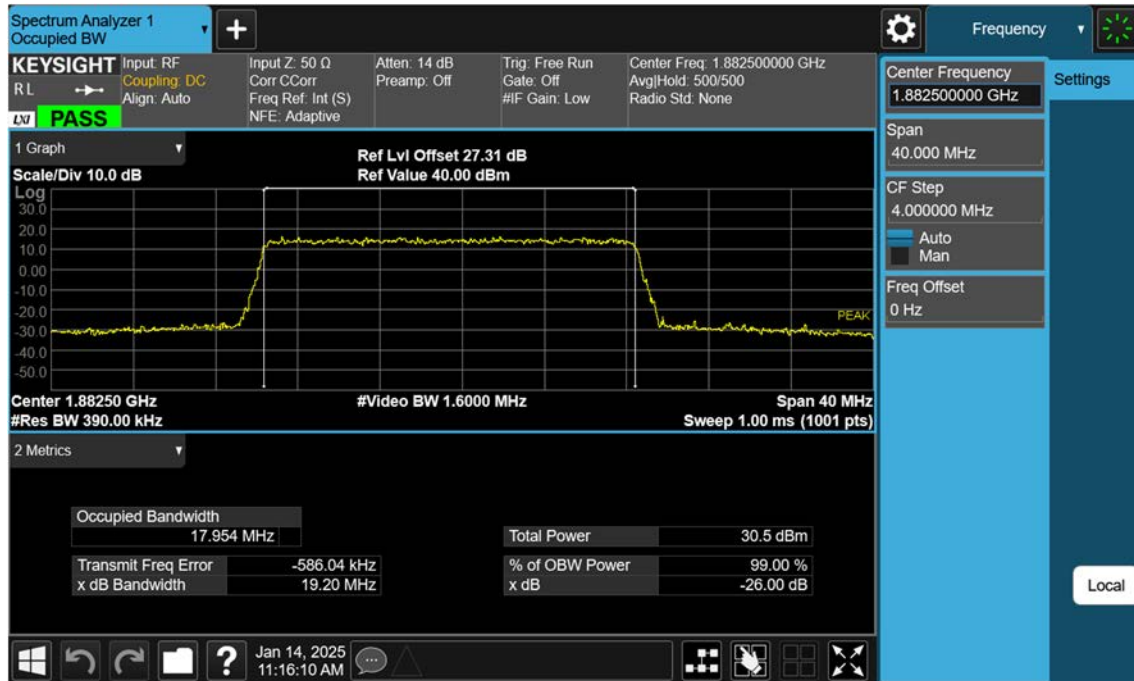 Spectrum Analyzer 1
Occupied BW
+
Frequency
KEYSIGHT
R L
LXI
PASS
Input: RF
Coupling: DC
Align: Auto
Input Z: 50 Ω
Corr CCorr
Freq Ref: Int (S)
NFE: Adaptive
Atten: 14 dB
Preamp: Off
Trig: Free Run
Gate: Off
#IF Gain: Low
Center Freq: 1.882500000 GHz
Avg|Hold: 500/500
Radio Std: None
Center Frequency
1.882500000 GHz
Settings
Span
40.000 MHz
CF Step
4.000000 MHz
Auto
Man
Freq Offset
0 Hz
Local
1 Graph
Scale/Div 10.0 dB
Ref Lvl Offset 27.31 dB
Ref Value 40.00 dBm
Log
30.0
20.0
10.0
0.00
-10.0
-20.0
-30.0
-40.0
-50.0
PEAK
Center 1.88250 GHz
#Video BW 1.6000 MHz
Span 40 MHz
#Res BW 390.00 kHz
Sweep 1.00 ms (1001 pts)
2 Metrics
Occupied Bandwidth
17.954 MHz
Total Power 30.5 dBm
Transmit Freq Error -586.04 kHz
% of OBW Power 99.00 %
x dB Bandwidth 19.20 MHz
x dB -26.00 dB
?
Jan 14, 2025
11:16:10 AM